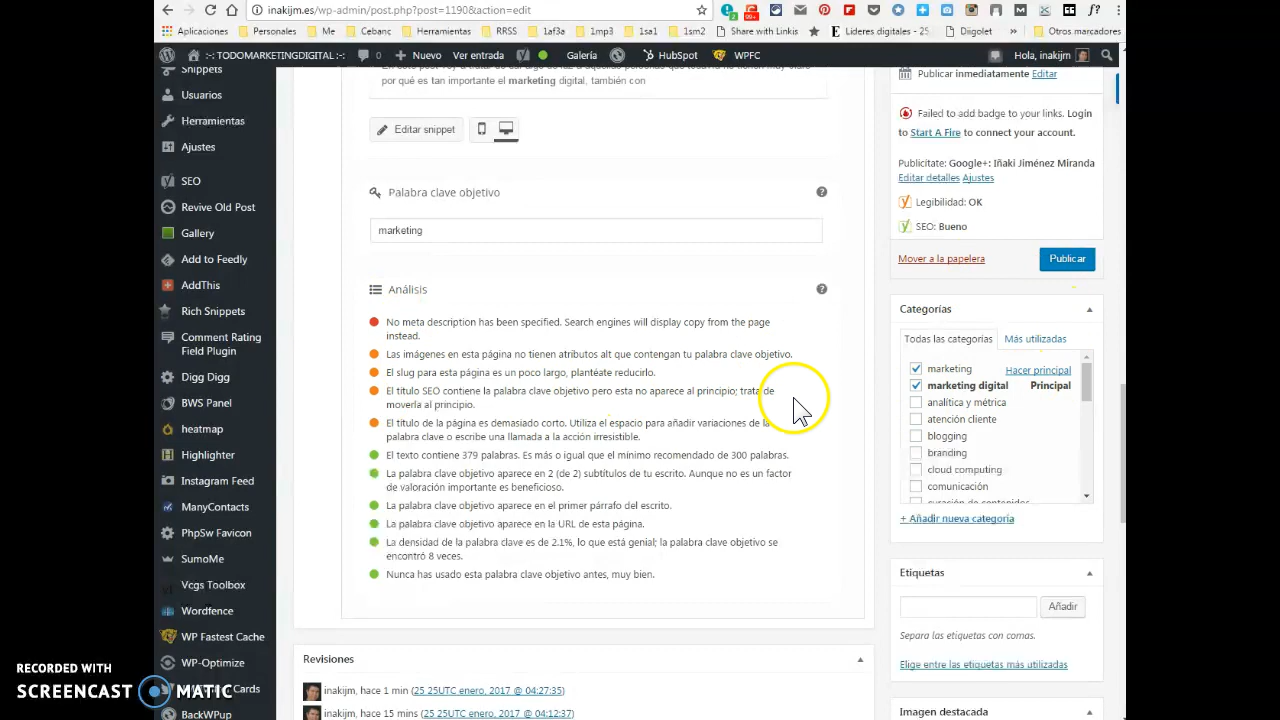 inakijm.es/wp-admin/post.php?post=1190&action=edit
Aplicaciones Personales Me Cebanc Herramientas RRSS 1af3a 1mp3 1sa1 1sm2 Share with Linkis Líderes digitales - 25 Diigolet » Otros marcadores
:-: TODOMARKETINGDIGITAL :-: 0 Nuevo Ver entrada Galería HubSpot WPFC Hola, inakijm
por qué es tan importante el marketing digital, también con
Editar snippet
Palabra clave objetivo
marketing
Análisis
No meta description has been specified. Search engines will display copy from the page
instead.
Las imágenes en esta página no tienen atributos alt que contengan tu palabra clave objetivo.
El slug para esta página es un poco largo, plantéate reducirlo.
El título SEO contiene la palabra clave objetivo pero esta no aparece al principio; trata de
moverla al principio.
El título de la página es demasiado corto. Utiliza el espacio para añadir variaciones de la
palabra clave o escribe una llamada a la acción irresistible.
El texto contiene 379 palabras. Es más o igual que el mínimo recomendado de 300 palabras.
La palabra clave objetivo aparece en 2 (de 2) subtítulos de tu escrito. Aunque no es un factor
de valoración importante es beneficioso.
La palabra clave objetivo aparece en el primer párrafo del escrito.
La palabra clave objetivo aparece en la URL de esta página.
La densidad de la palabra clave es de 2.1%, lo que está genial; la palabra clave objetivo se
encontró 8 veces.
Nunca has usado esta palabra clave objetivo antes, muy bien.
Revisiones
inakijm, hace 1 min (25 25UTC enero, 2017 @ 04:27:35)
inakijm, hace 15 mins (25 25UTC enero, 2017 @ 04:12:37)
Snippets
Usuarios
Herramientas
Ajustes
SEO
Revive Old Post
Gallery
Add to Feedly
AddThis
Rich Snippets
Comment Rating
Field Plugin
Digg Digg
BWS Panel
heatmap
Highlighter
Instagram Feed
ManyContacts
PhpSw Favicon
SumoMe
Vcgs Toolbox
Wordfence
WP Fastest Cache
WP-Optimize
Cards
BackWPup
Publicar inmediatamente Editar
Failed to add badge to your links. Login
to Start A Fire to connect your account.
Publicitate: Google+: Iñaki Jiménez Miranda
Editar detalles Ajustes
Legibilidad: OK
SEO: Bueno
Mover a la papelera Publicar
Categorías
Todas las categorías Más utilizadas
marketing Hacer principal
marketing digital Principal
analítica y métrica
atención cliente
blogging
branding
cloud computing
comunicación
curación de contenidos
+ Añadir nueva categoría
Etiquetas
Añadir
Separa las etiquetas con comas.
Elige entre las etiquetas más utilizadas
Imagen destacada
RECORDED WITH
SCREENCAST MATIC